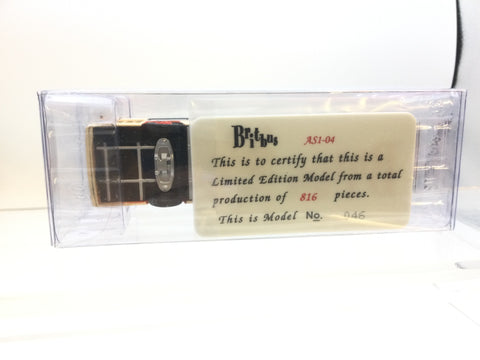 Britbus AS1-04
This is to certify that this is a
Limited Edition Model from a total
production of 816 pieces.
This is Model No. 046